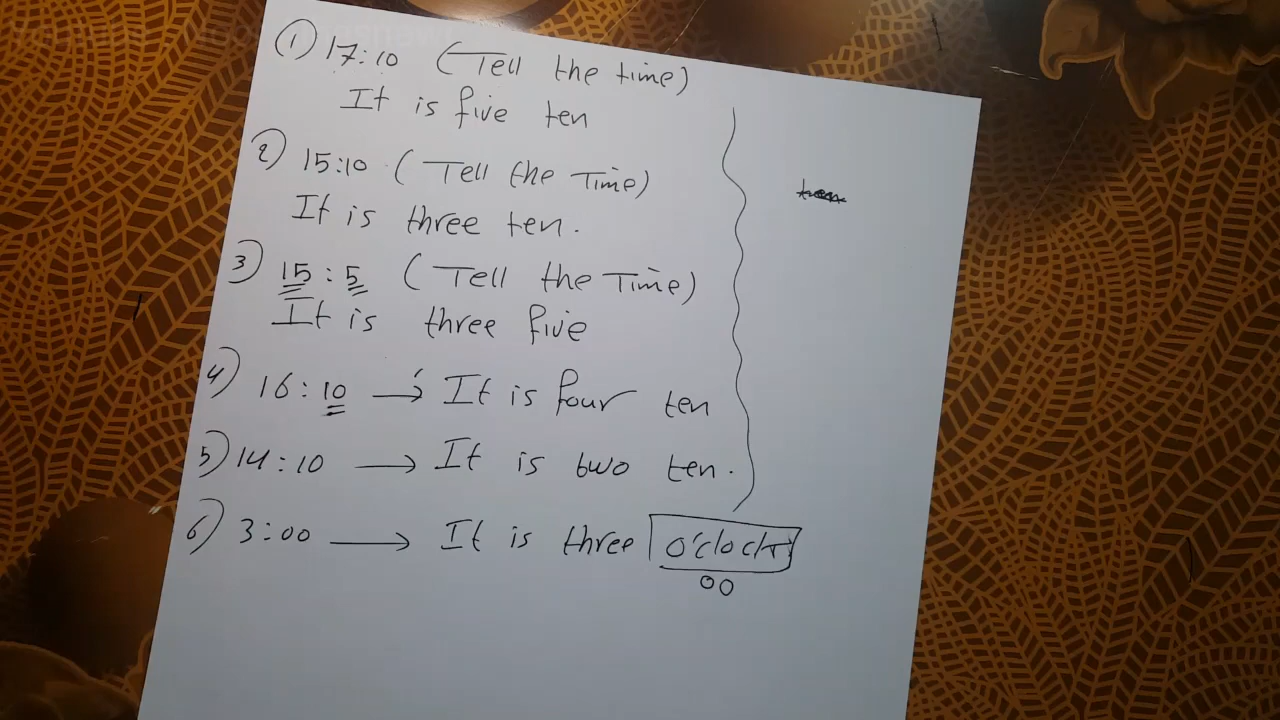 1) 17:10 (Tell the time)
It is five ten
2) 15:10 (Tell the Time)
It is three ten.
3) 15:5 (Tell the Time)
It is three five
4) 16:10 → It is four ten
5) 14:10 → It is two ten.
6) 3:00 → It is three o'clock
00